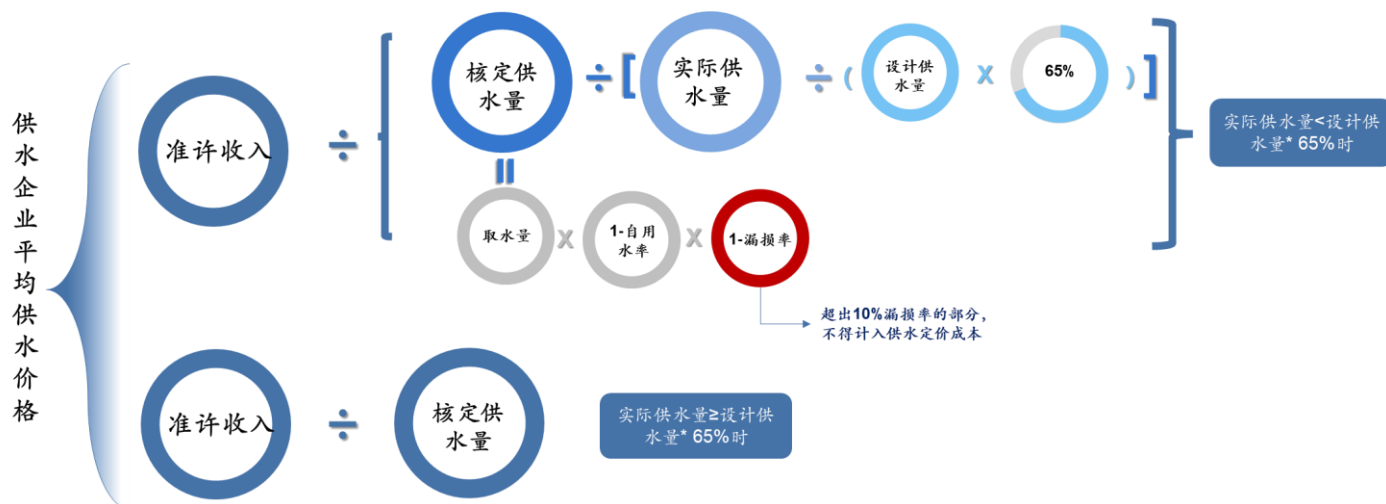 供水企业平均供水价格
准许收入
÷
核定供
水量
÷
[
实际供
水量
÷
(
设计供
水量
x
65%
)
]
实际供水量<设计供
水量* 65%时
=
取水量
x
1-自用
水率
x
1-漏损率
超出10%漏损率的部分，
不得计入供水定价成本
准许收入
÷
核定供
水量
实际供水量≥设计供
水量* 65%时